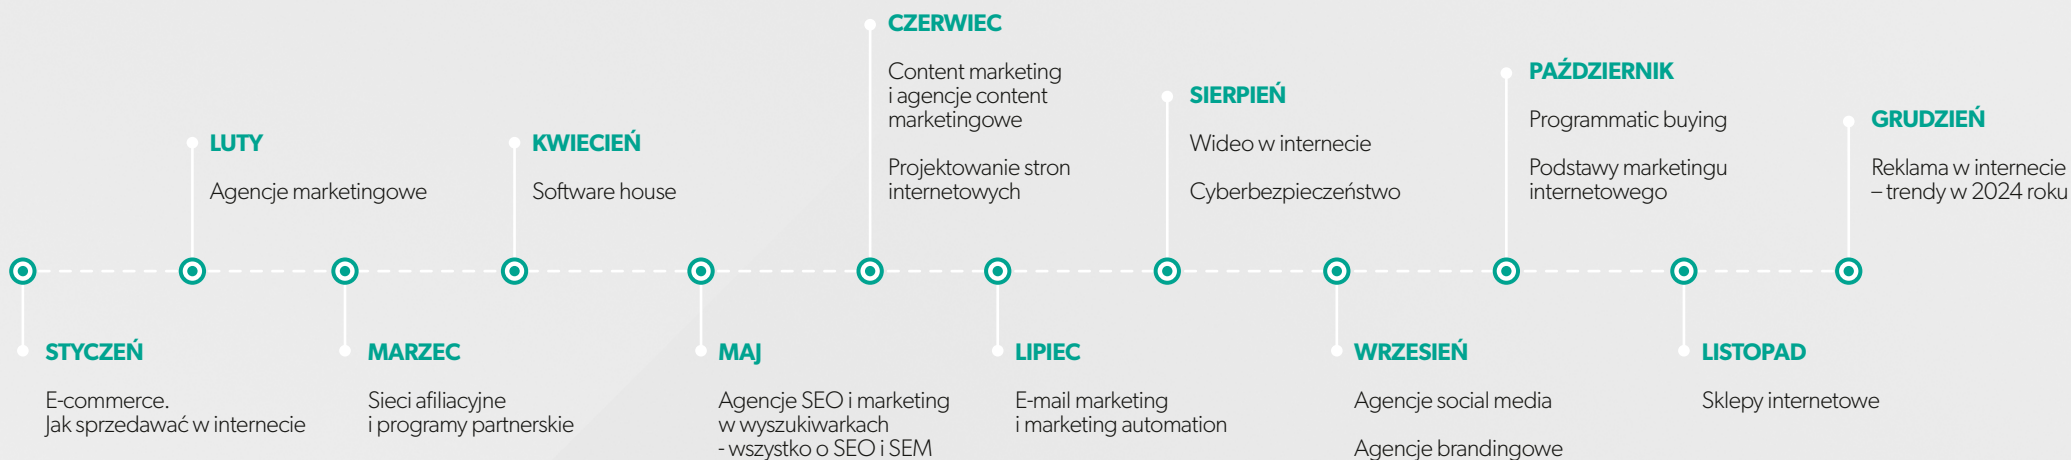 STYCZEŃ
E-commerce.
Jak sprzedawać w internecie
LUTY
Agencje marketingowe
MARZEC
Sieci afiliacyjne
i programy partnerskie
KWIECIEŃ
Software house
MAJ
Agencje SEO i marketing
w wyszukiwarkach
- wszystko o SEO i SEM
CZERWIEC
Content marketing
i agencje content
marketingowe
Projektowanie stron
internetowych
LIPIEC
E-mail marketing
i marketing automation
SIERPIEŃ
Wideo w internecie
Cyberbezpieczeństwo
WRZESIEŃ
Agencje social media
Agencje brandingowe
PAŹDZIERNIK
Programmatic buying
Podstawy marketingu
internetowego
LISTOPAD
Sklepy internetowe
GRUDZIEŃ
Reklama w internecie
– trendy w 2024 roku